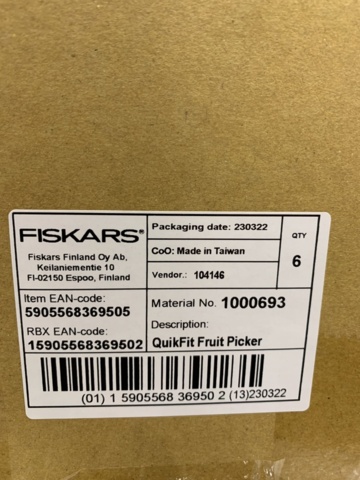 FISKARS®
Fiskars Finland Oy Ab,
Keilaniementie 10
FI-02150 Espoo, Finland
Packaging date: 230322
CoO: Made in Taiwan
Vendor.: 104146
QTY
6
Item EAN-code:
5905568369505
RBX EAN-code:
15905568369502
Material No. 1000693
Description:
QuikFit Fruit Picker
(01) 1 5905568 36950 2 (13)230322